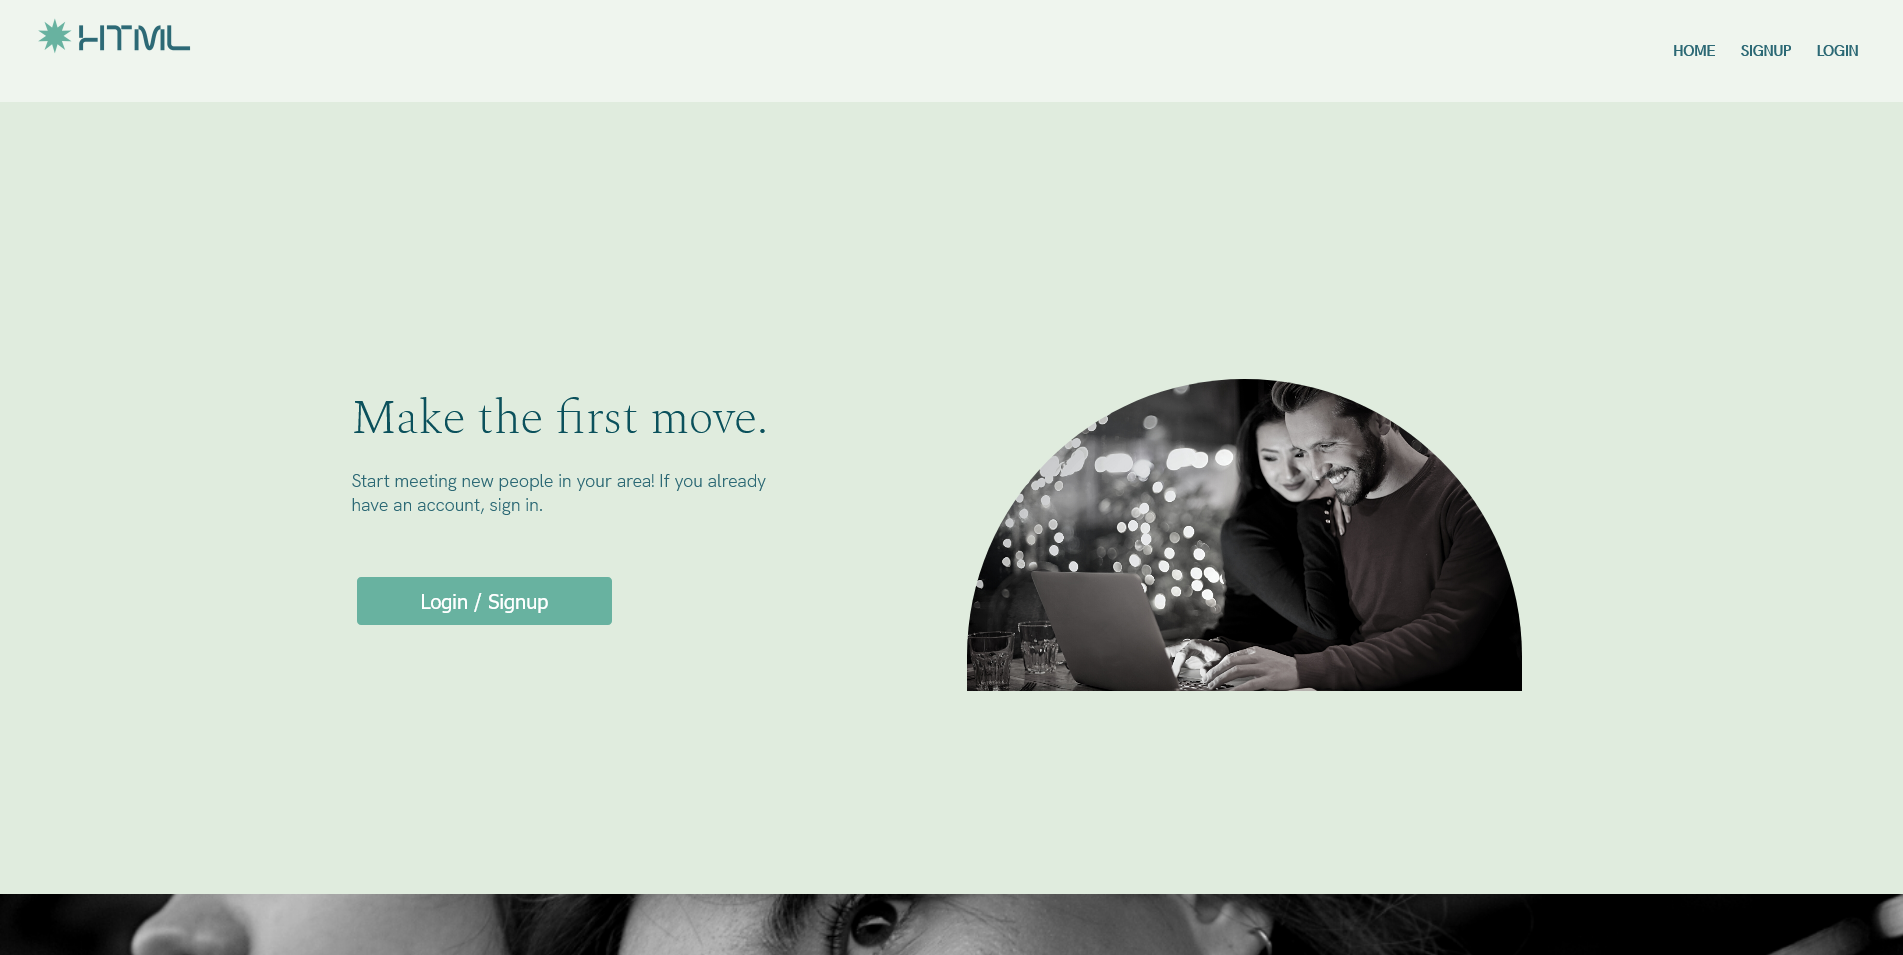 HTML
HOME SIGNUP LOGIN
Make the first move.
Start meeting new people in your area! If you already
have an account, sign in.
Login / Signup